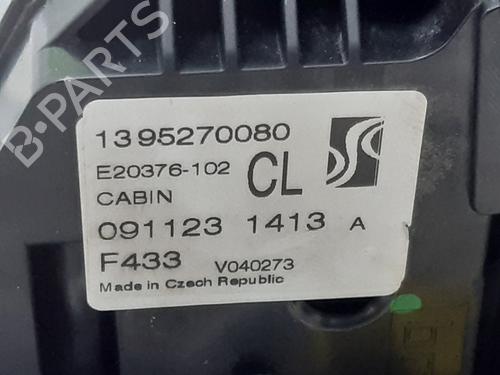 B-PARTS
1395270080
E20376-102 CL
CABIN
091123 1413 A
F433 V040273
Made in Czech Republic